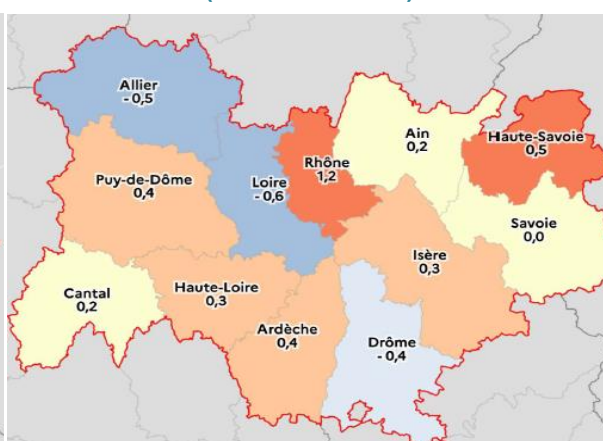 Allier
- 0,5
Ain
0,2
Haute-Savoie
0,5
Rhône
1,2
Puy-de-Dôme
0,4
Loire
- 0,6
Savoie
0,0
Isère
0,3
Cantal
0,2
Haute-Loire
0,3
Ardèche
0,4
Drôme
- 0,4